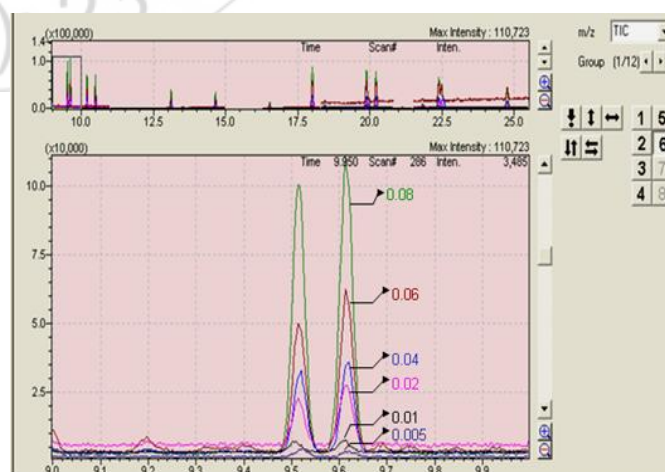 (x100,000)
Max Intensity : 110,723
Time Scan# Inten.
1.4
1.0
0.0
10.0 12.5 15.0 17.5 20.0 22.5 25.0
m/z TIC
Group (1/12)
1 5
2 6
3 7
4 8
(x10,000)
Max Intensity : 110,723
Time 9.950 Scan# 286 Inten. 3,485
10.0
7.5
5.0
2.5
0.08
0.06
0.04
0.02
0.01
0.005
9.0 9.1 9.2 9.3 9.4 9.5 9.6 9.7 9.8 9.9